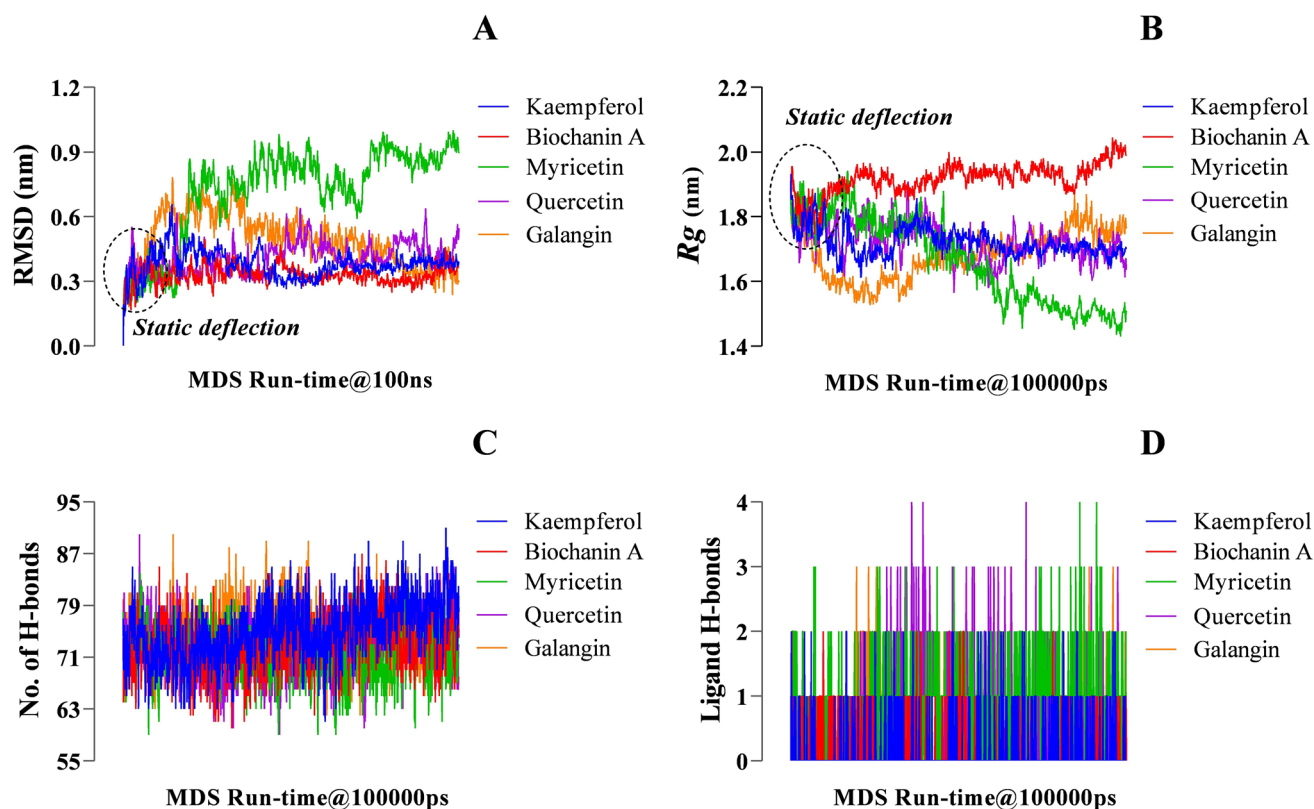 A
1.2
0.9
0.6
0.3
0.0
RMSD (nm)
Static deflection
Kaempferol
Biochanin A
Myricetin
Quercetin
Galangin
MDS Run-time@100ns
B
2.2
2.0
1.8
1.6
1.4
Rg (nm)
Static deflection
Kaempferol
Biochanin A
Myricetin
Quercetin
Galangin
MDS Run-time@100000ps
C
95
87
79
71
63
55
No. of H-bonds
Kaempferol
Biochanin A
Myricetin
Quercetin
Galangin
MDS Run-time@100000ps
D
4
3
2
1
0
Ligand H-bonds
Kaempferol
Biochanin A
Myricetin
Quercetin
Galangin
MDS Run-time@100000ps